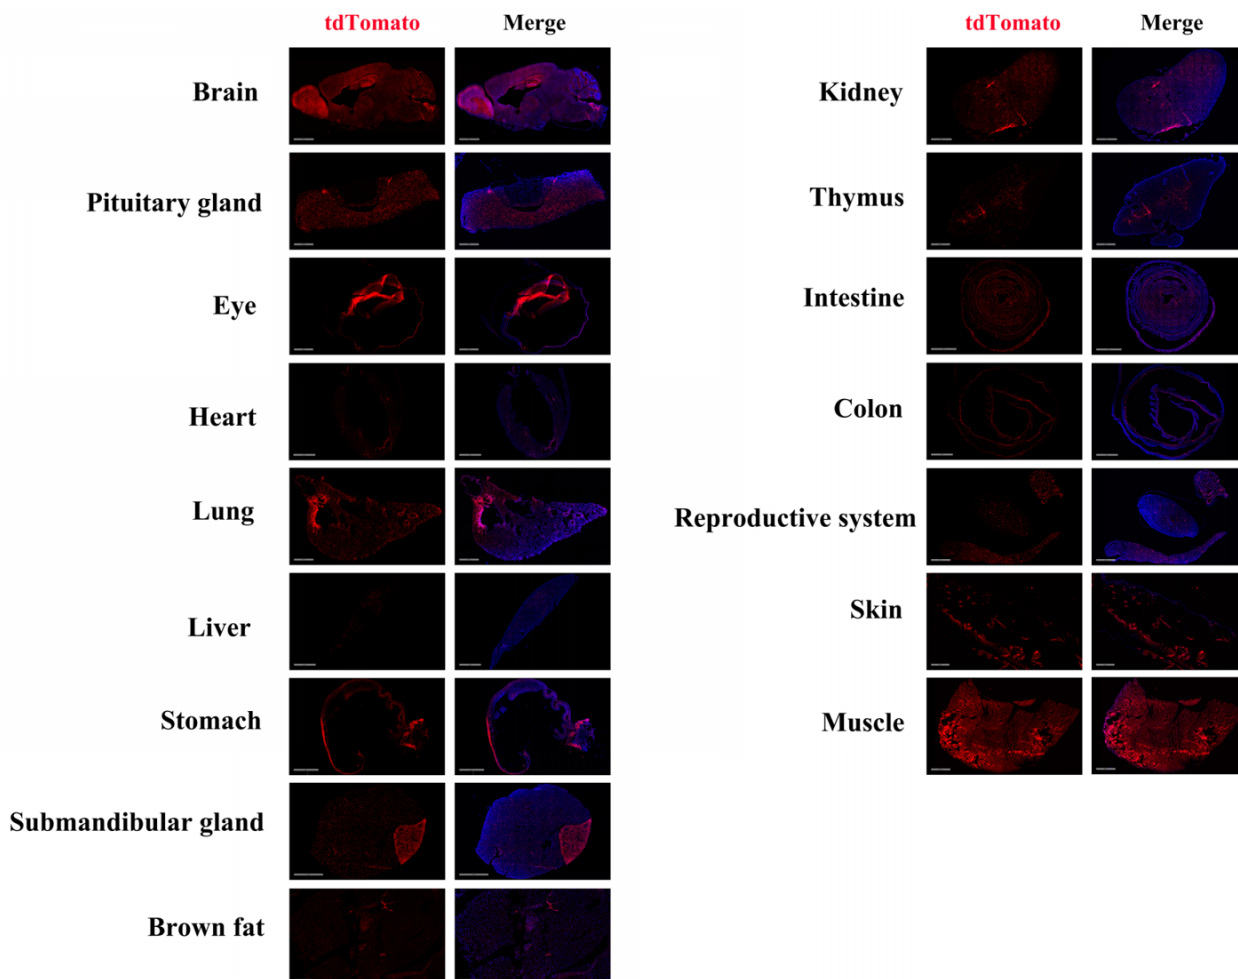 tdTomato Merge
Brain
Pituitary gland
Eye
Heart
Lung
Liver
Stomach
Submandibular gland
Brown fat
tdTomato Merge
Kidney
Thymus
Intestine
Colon
Reproductive system
Skin
Muscle